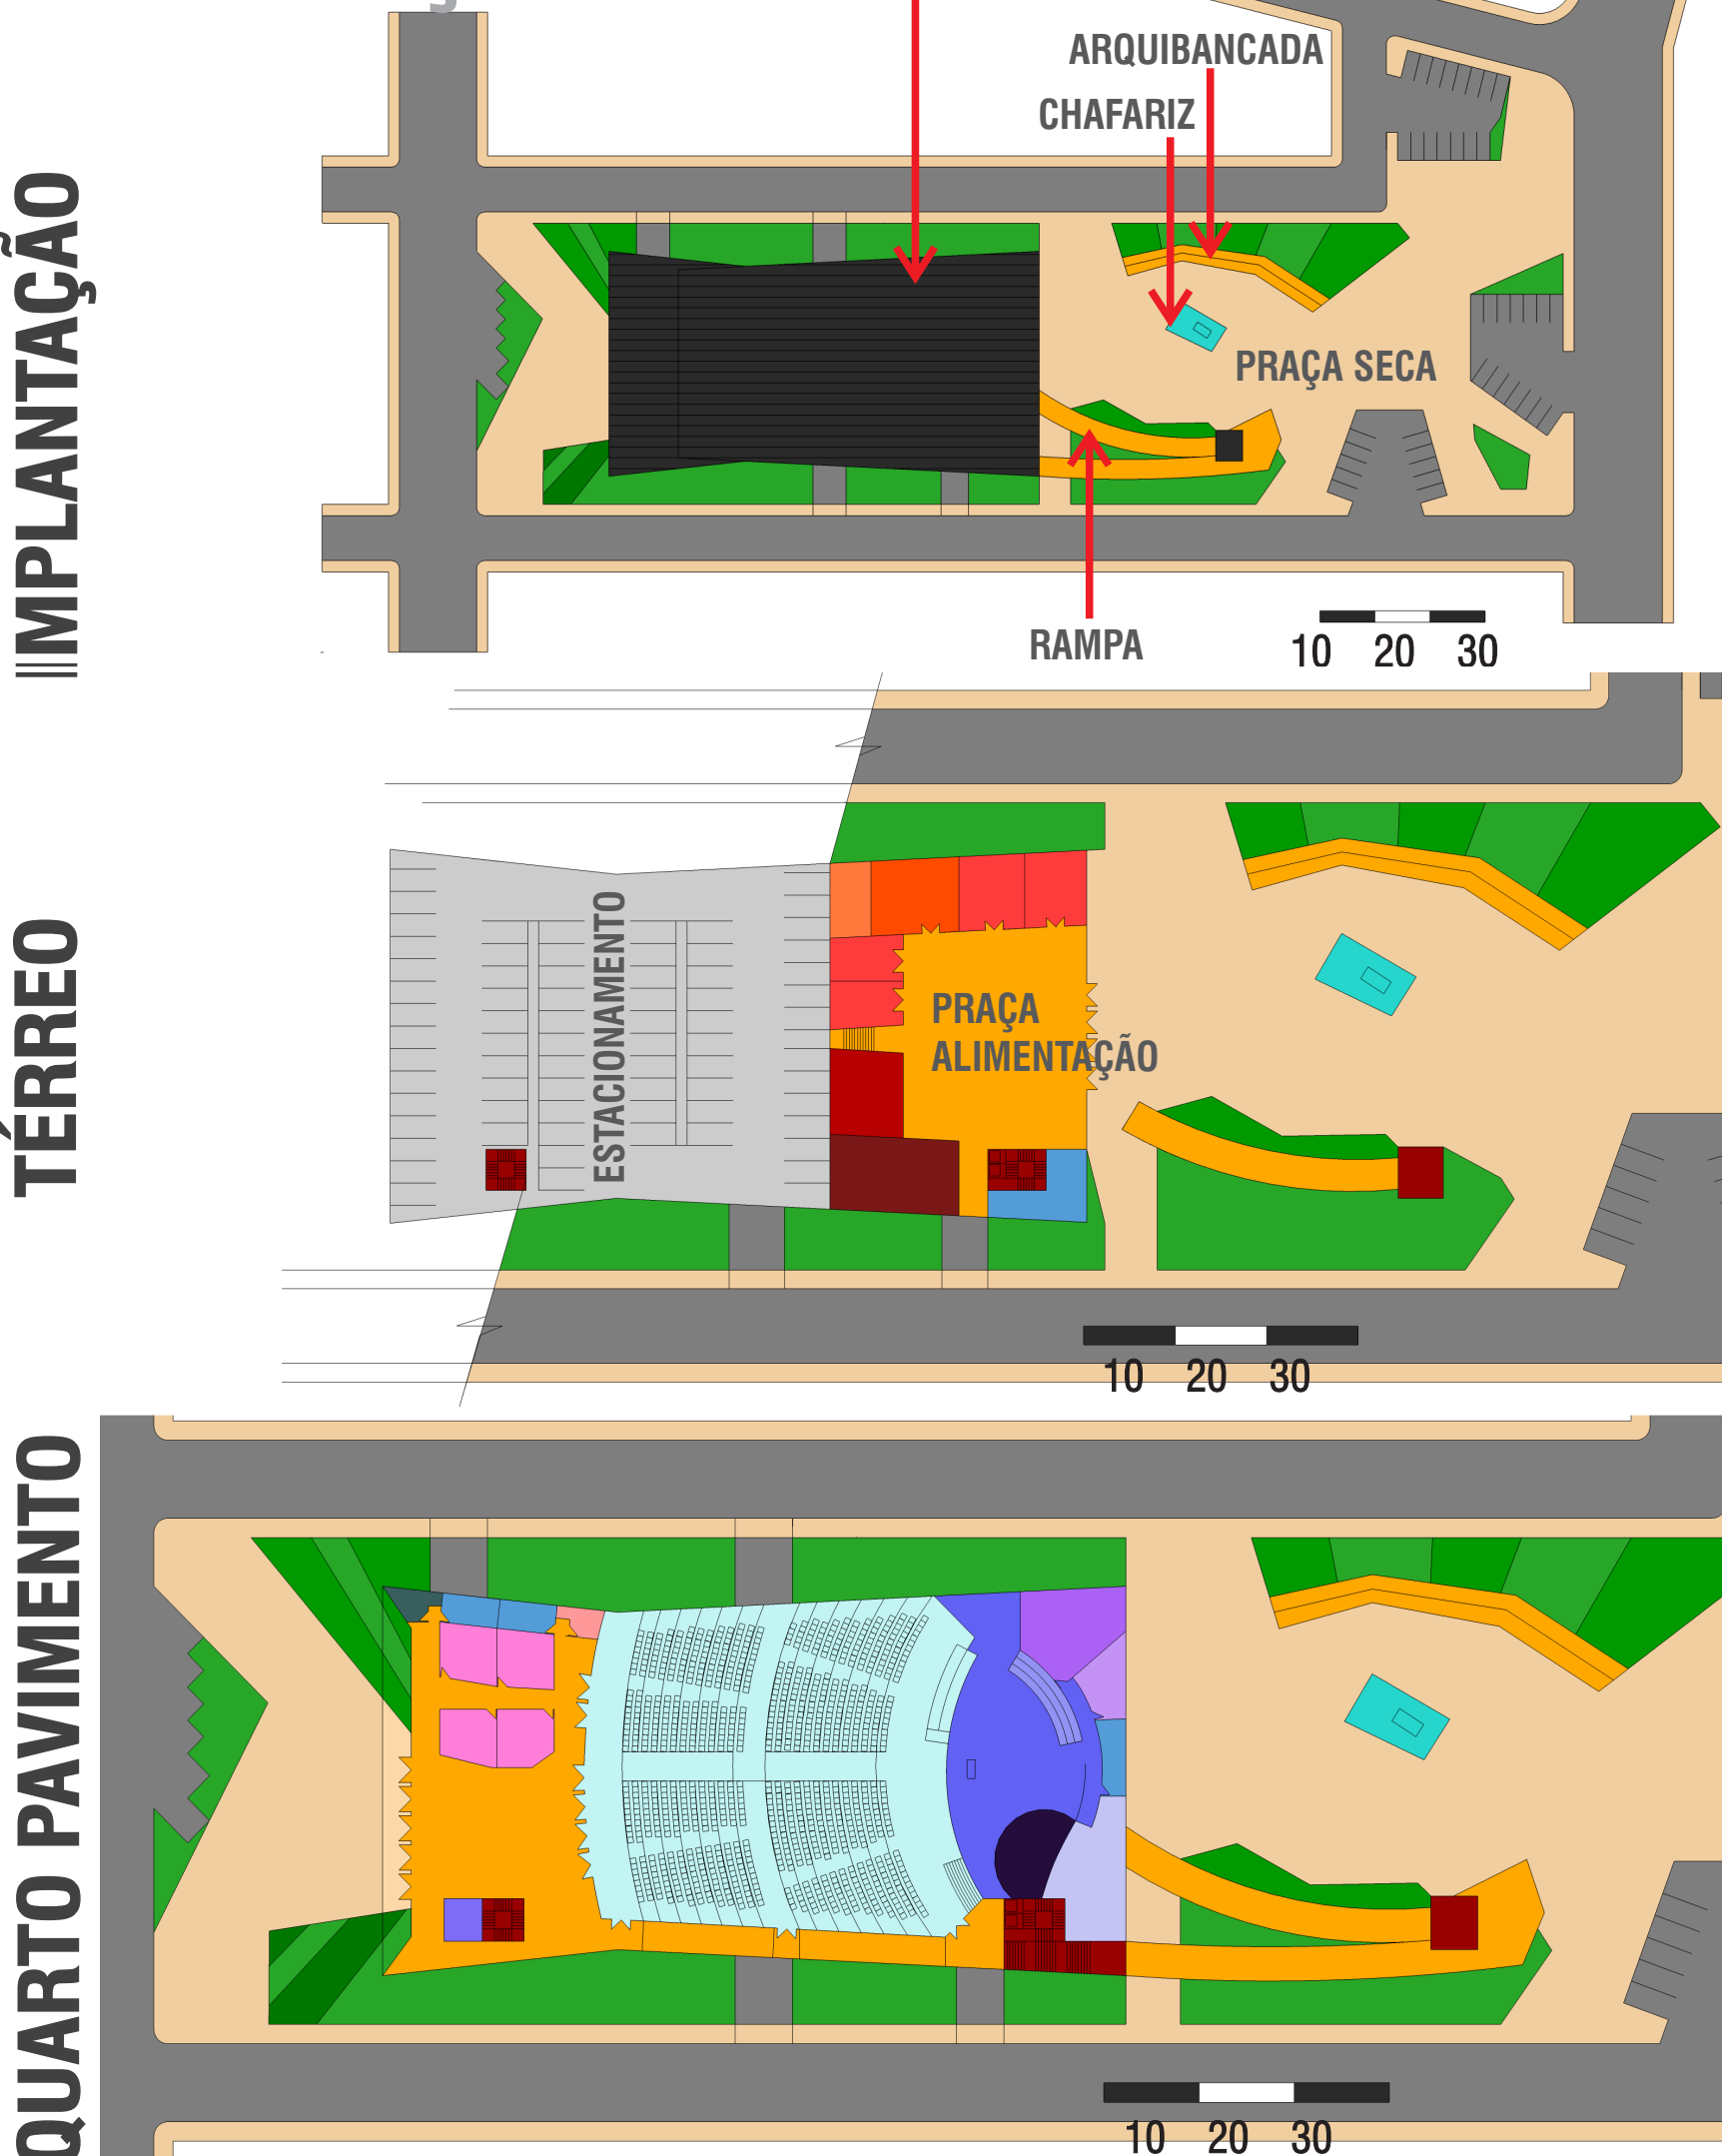 ARQUIBANCADA
CHAFARIZ
PRAÇA SECA
RAMPA
10 20 30
IMPLANTAÇÃO
ESTACIONAMENTO
PRAÇA
ALIMENTAÇÃO
10 20 30
TÉRREO
10 20 30
QUARTO PAVIMENTO